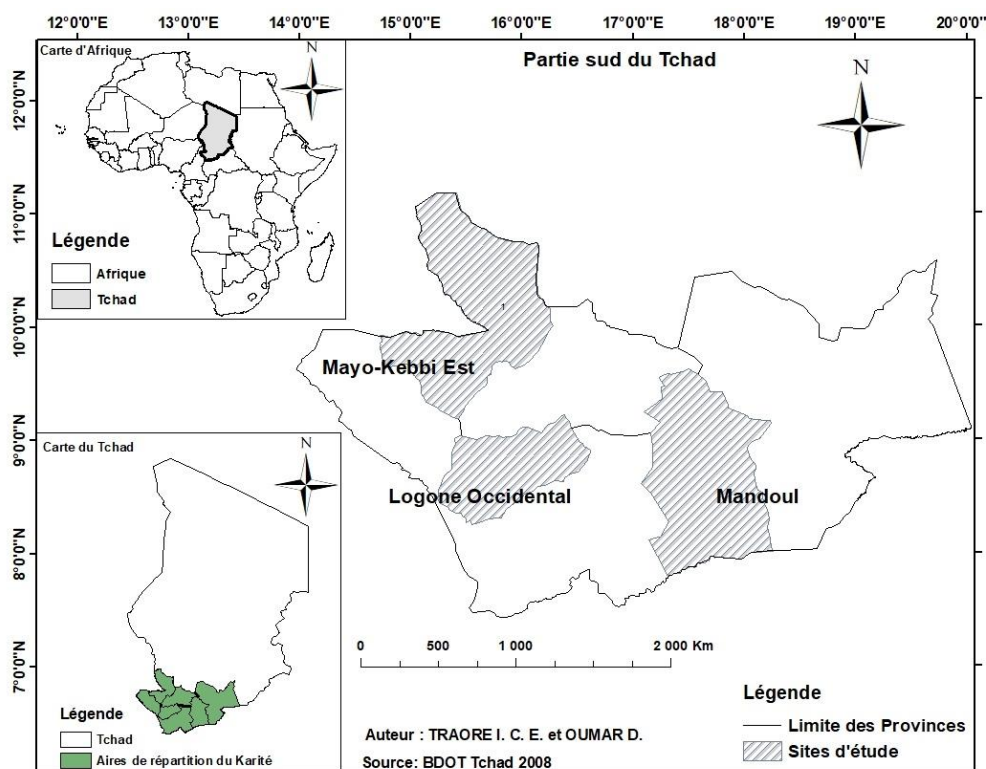 12°0'0"E 13°0'0"E 14°0'0"E 15°0'0"E 16°0'0"E 17°0'0"E 18°0'0"E 19°0'0"E 20°0'0"E
Carte d'Afrique
N
Légende
Afrique
Tchad
Partie sud du Tchad
N
12°0'0"N
11°0'0"N
10°0'0"N
9°0'0"N
8°0'0"N
7°0'0"N
1
Mayo-Kebbi Est
Logone Occidental
Mandoul
Carte du Tchad
N
Légende
Tchad
Aires de répartition du Karité
0 500 1 000 2 000 Km
Auteur : TRAORE I. C. E. et OUMAR D.
Source: BDOT Tchad 2008
Légende
Limite des Provinces
Sites d'étude